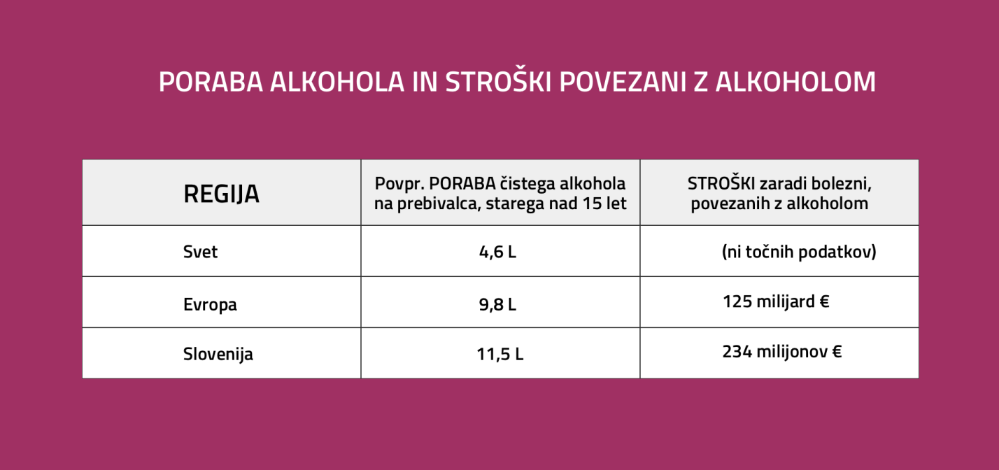 PORABA ALKOHOLA IN STROŠKI POVEZANI Z ALKOHOLOM
REGIJA
Povpr. PORABA čistega alkohola
na prebivalca, starega nad 15 let
STROŠKI zaradi bolezni,
povezanih z alkoholom
Svet
4,6 L
(ni točnih podatkov)
Evropa
9,8 L
125 milijard €
Slovenija
11,5 L
234 milijonov €